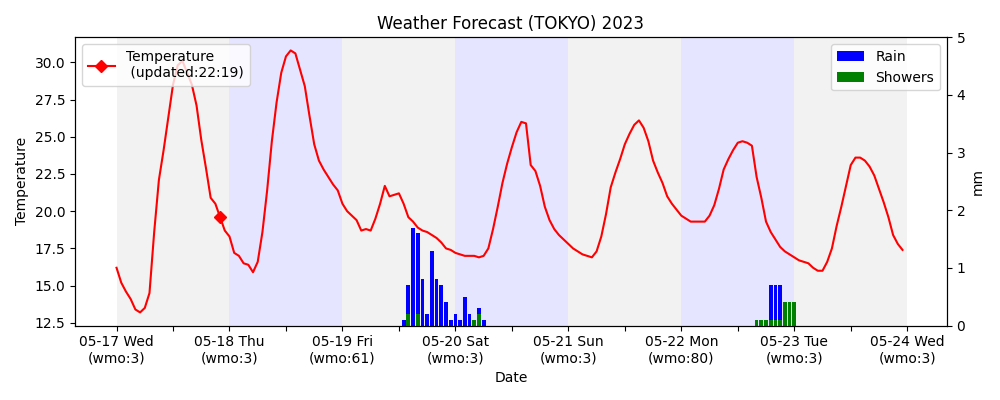 Weather Forecast (TOKYO) 2023
Temperature
(updated:22:19)
Rain
Showers
30.0
27.5
25.0
22.5
20.0
17.5
15.0
12.5
Temperature
5
4
3
2
1
0
mm
05-17 Wed
(wmo:3)
05-18 Thu
(wmo:3)
05-19 Fri
(wmo:61)
05-20 Sat
(wmo:3)
05-21 Sun
(wmo:3)
05-22 Mon
(wmo:80)
05-23 Tue
(wmo:3)
05-24 Wed
(wmo:3)
Date